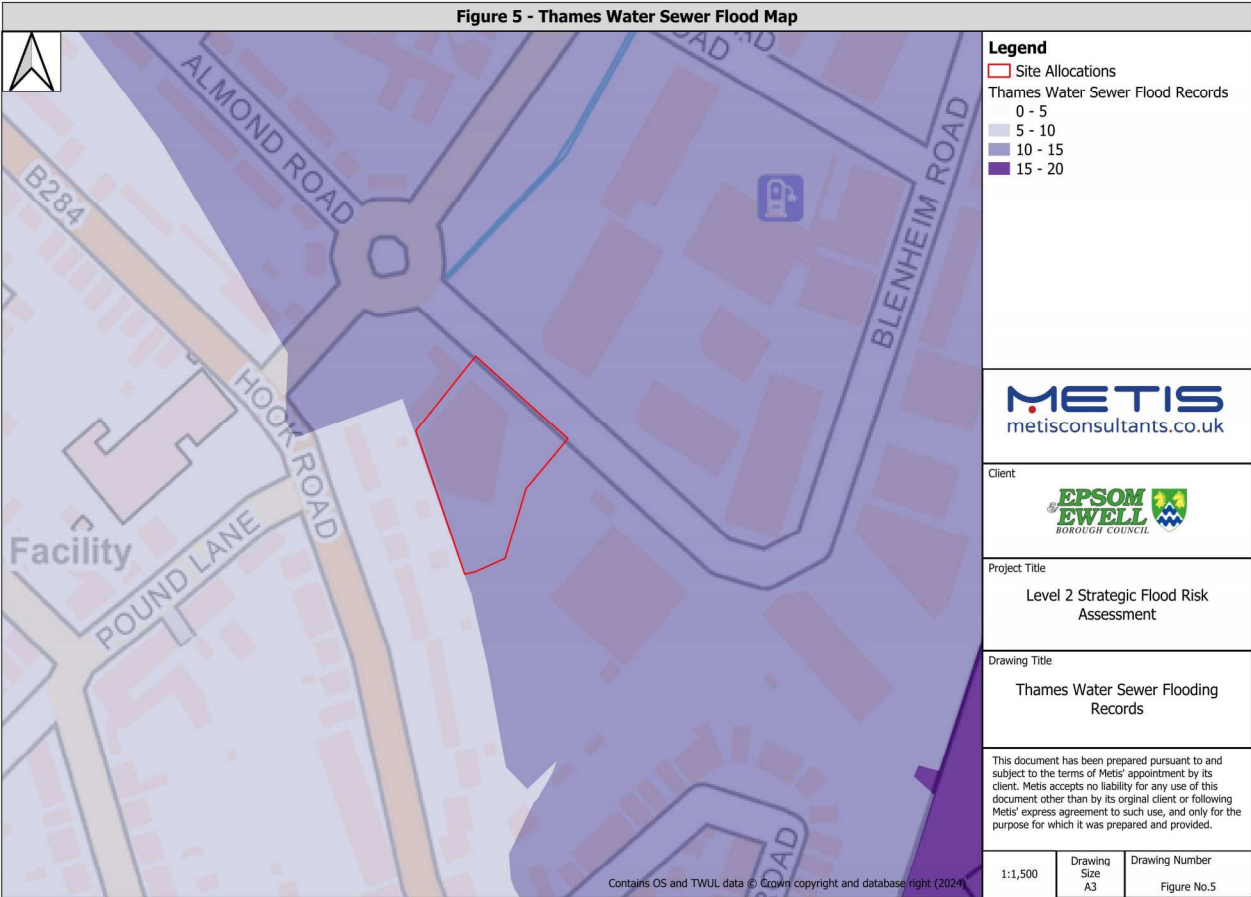 Figure 5 - Thames Water Sewer Flood Map
ROAD
ROAD
ALMOND ROAD
B284
BLENHEIM ROAD
HOOK ROAD
Facility
POUND LANE
ROAD
Contains OS and TWUL data © Crown copyright and database right (2024)
Legend
Site Allocations
Thames Water Sewer Flood Records
0 - 5
5 - 10
10 - 15
15 - 20
METIS
metisconsultants.co.uk
Client
EPSOM
& EWELL
BOROUGH COUNCIL
Project Title
Level 2 Strategic Flood Risk
Assessment
Drawing Title
Thames Water Sewer Flooding
Records
This document has been prepared pursuant to and
subject to the terms of Metis' appointment by its
client. Metis accepts no liability for any use of this
document other than by its orginal client or following
Metis' express agreement to such use, and only for the
purpose for which it was prepared and provided.
1:1,500
Drawing
Size
A3
Drawing Number
Figure No.5